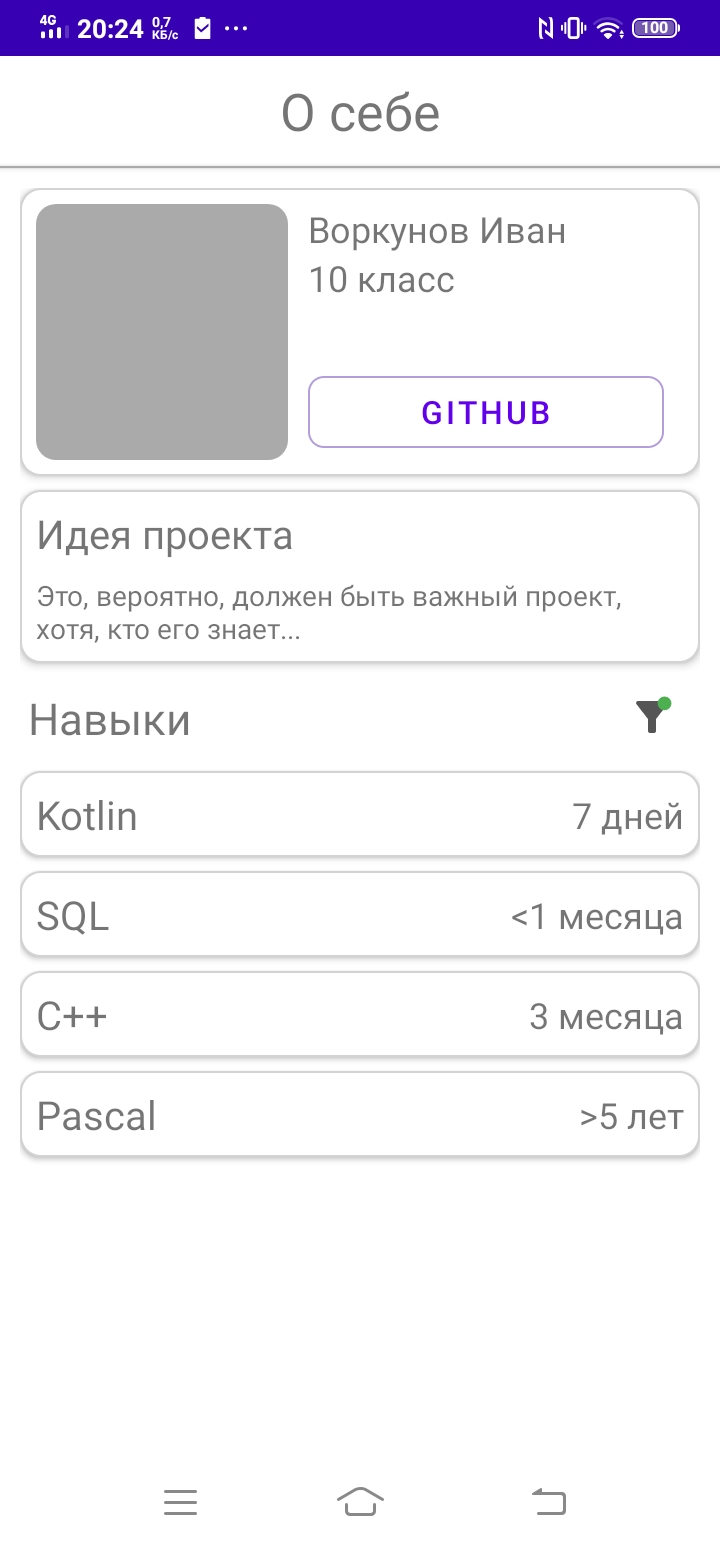 4G 20:24 0,7 КБ/с 100
О себе
Воркунов Иван
10 класс
GITHUB
Идея проекта
Это, вероятно, должен быть важный проект,
хотя, кто его знает...
Навыки
Kotlin 7 дней
SQL <1 месяца
C++ 3 месяца
Pascal >5 лет